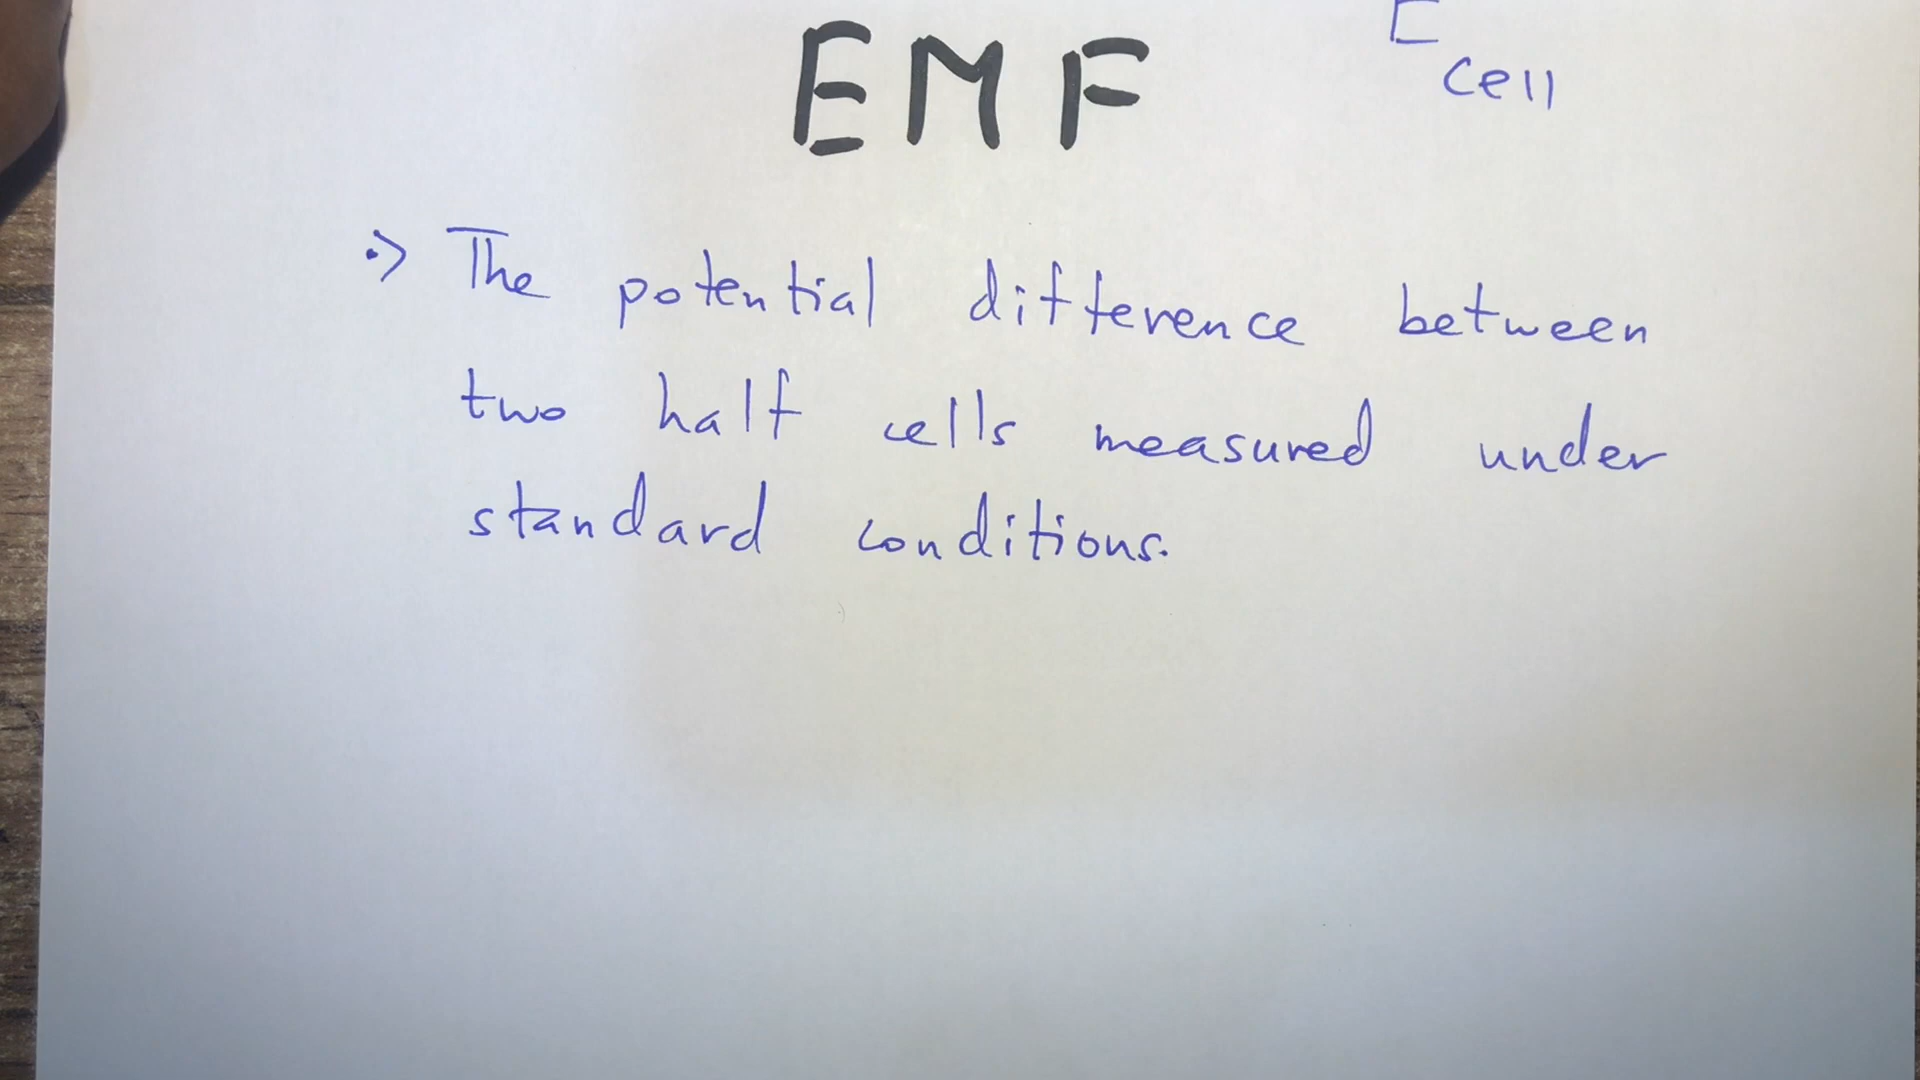 EMF
E
cell
·> The potential difference between
two half cells measured under
standard conditions.